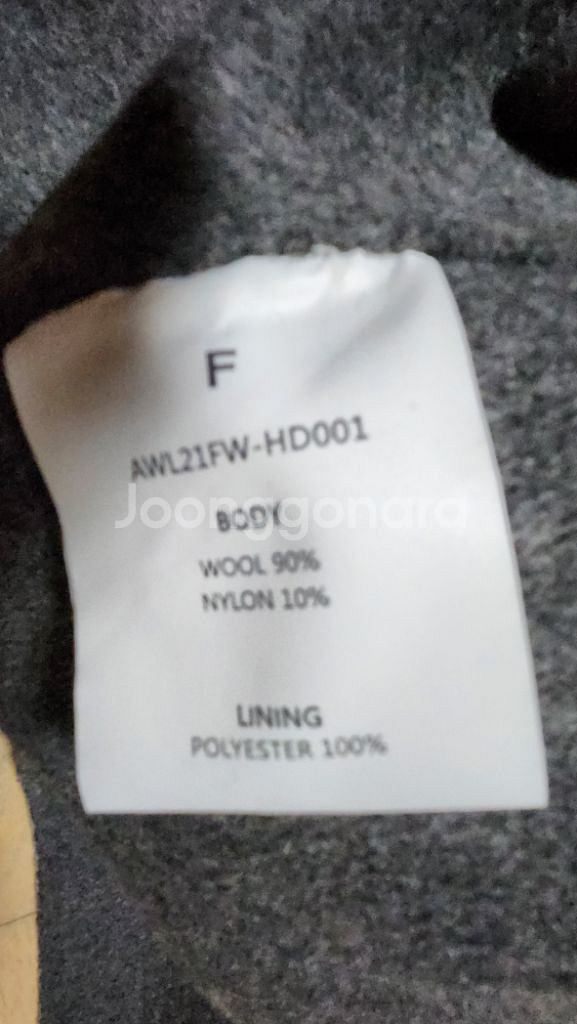 F
AWL21FW-HD001
Joonggonara
BODY
WOOL 90%
NYLON 10%
LINING
POLYESTER 100%